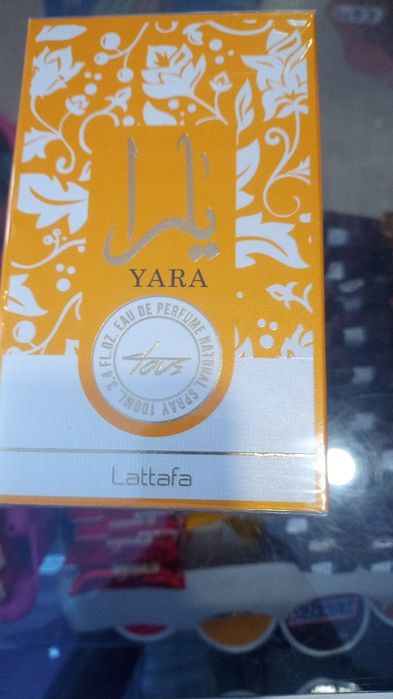 يارا
YARA
EAU DE PERFUME NATURAL SPRAY 100ML. 3.4 FL.OZ.
Tous
Lattafa